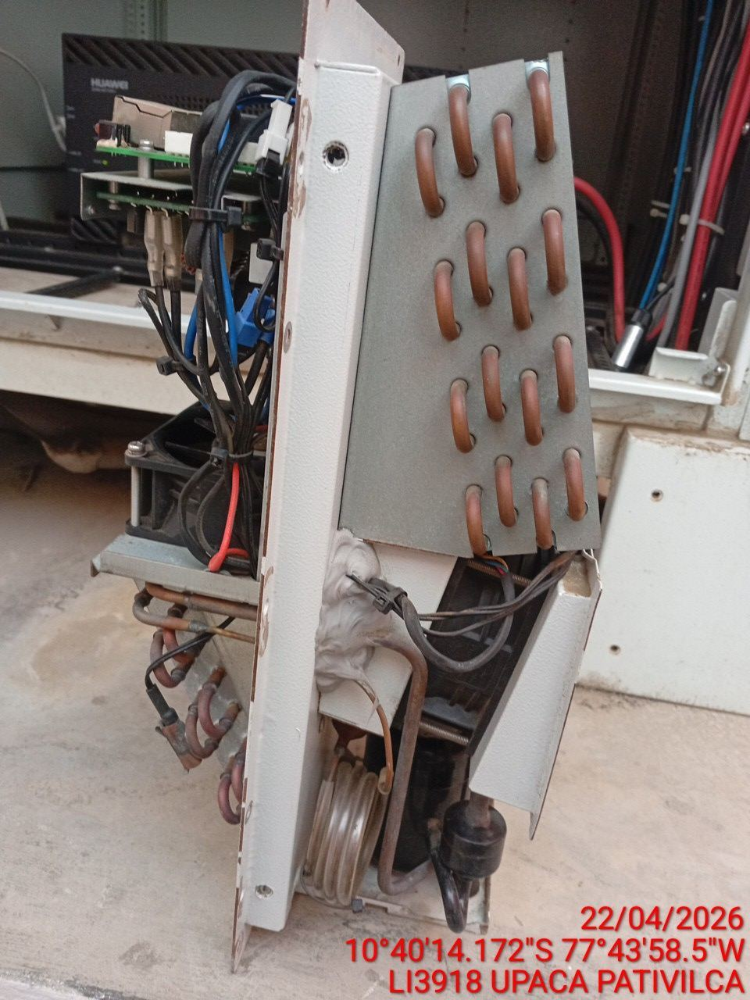 HUAWEI
22/04/2026
10°40'14.172"S 77°43'58.5"W
LI3918 UPACA PATIVILCA